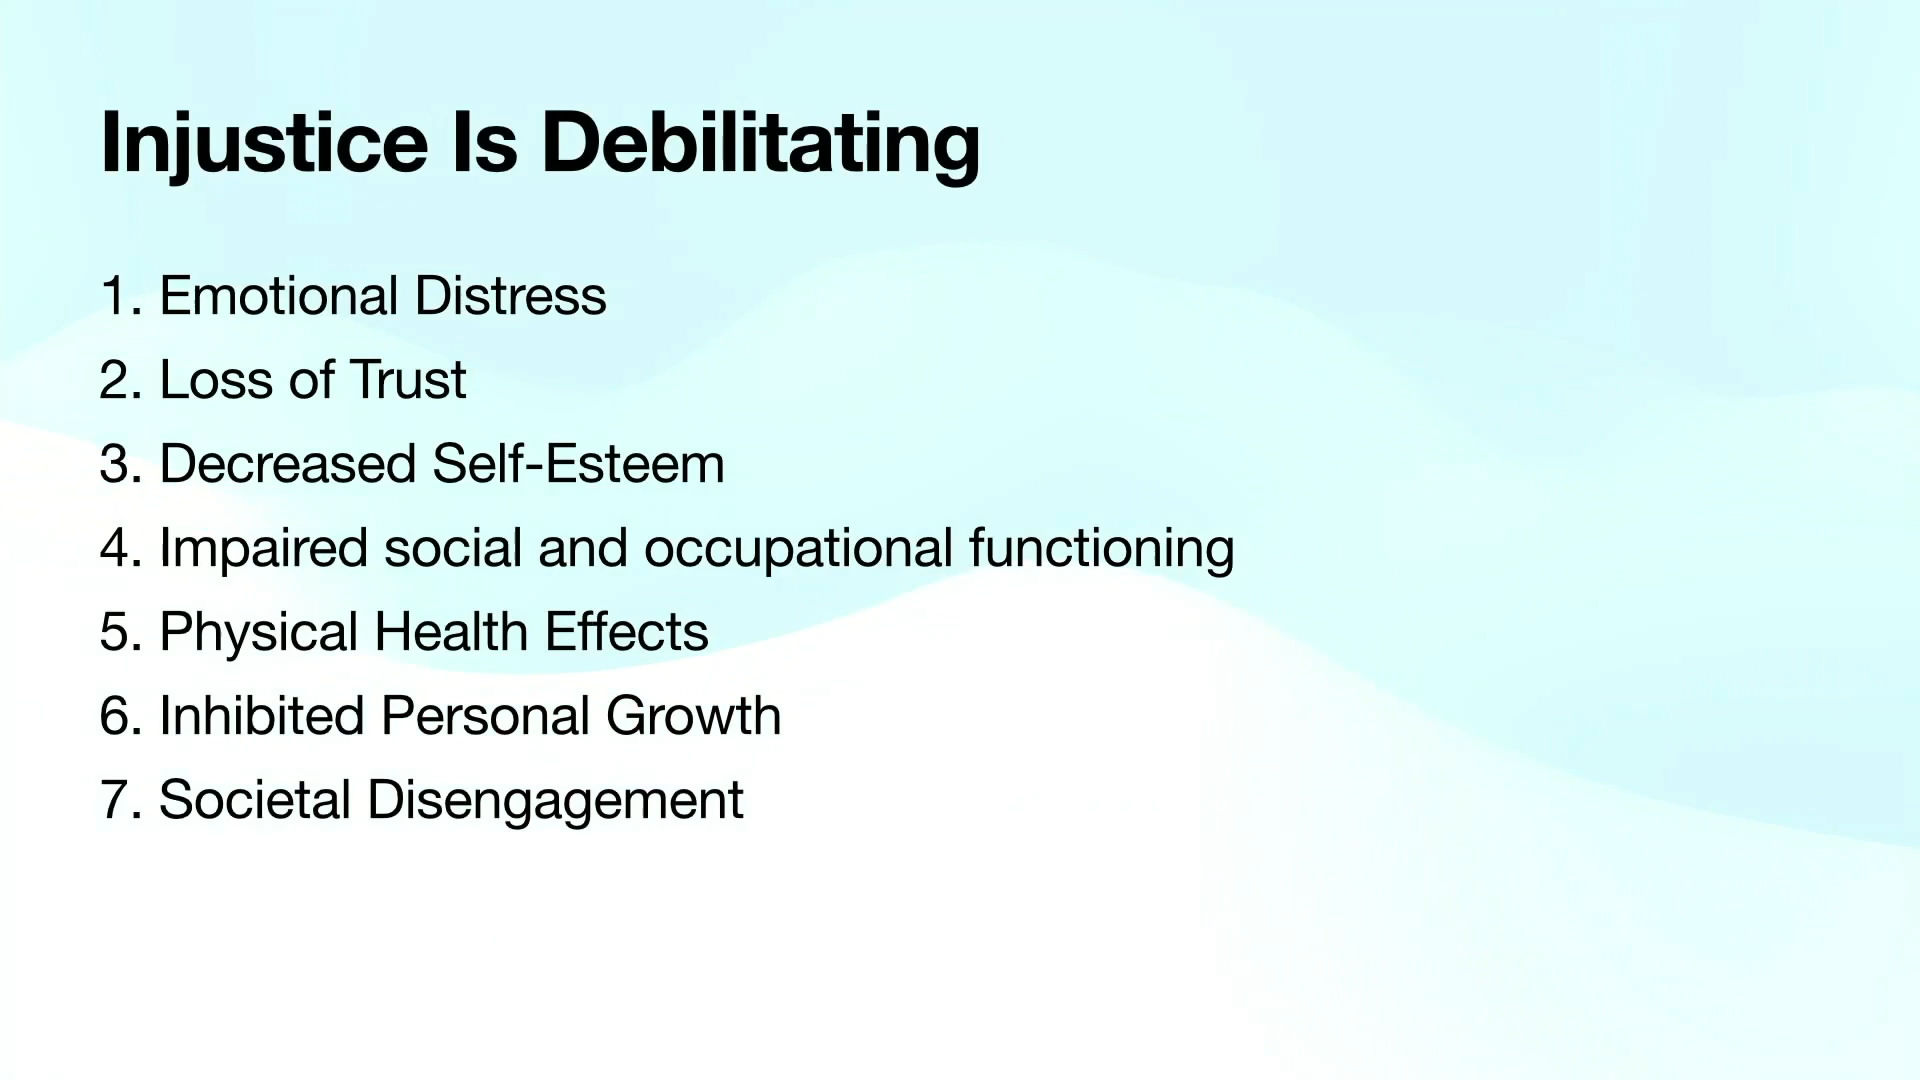 Injustice Is Debilitating
1. Emotional Distress
2. Loss of Trust
3. Decreased Self-Esteem
4. Impaired social and occupational functioning
5. Physical Health Effects
6. Inhibited Personal Growth
7. Societal Disengagement